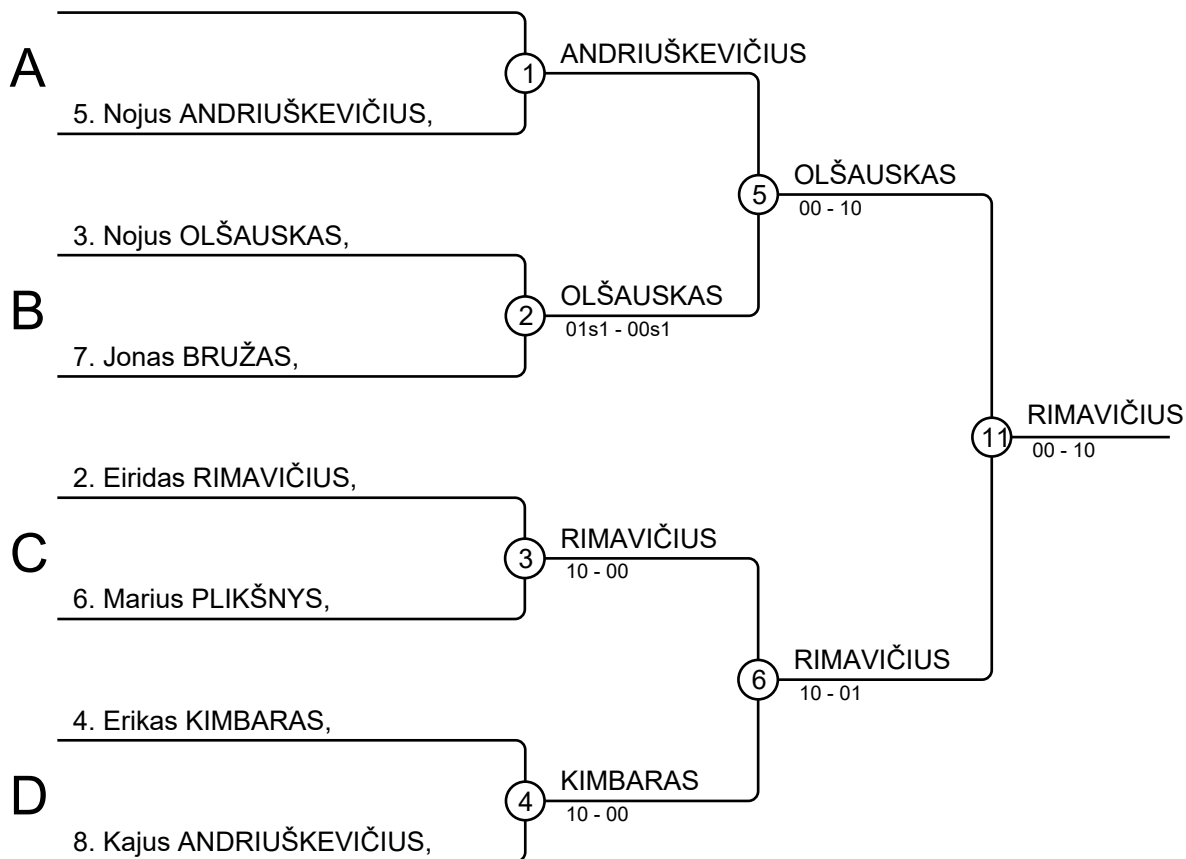 A
1
ANDRIUŠKEVIČIUS
5. Nojus ANDRIUŠKEVIČIUS,
5
OLŠAUSKAS
00 - 10
3. Nojus OLŠAUSKAS,
B
2
OLŠAUSKAS
01s1 - 00s1
7. Jonas BRUŽAS,
11
RIMAVIČIUS
00 - 10
2. Eiridas RIMAVIČIUS,
C
3
RIMAVIČIUS
10 - 00
6. Marius PLIKŠNYS,
6
RIMAVIČIUS
10 - 01
4. Erikas KIMBARAS,
D
4
KIMBARAS
10 - 00
8. Kajus ANDRIUŠKEVIČIUS,